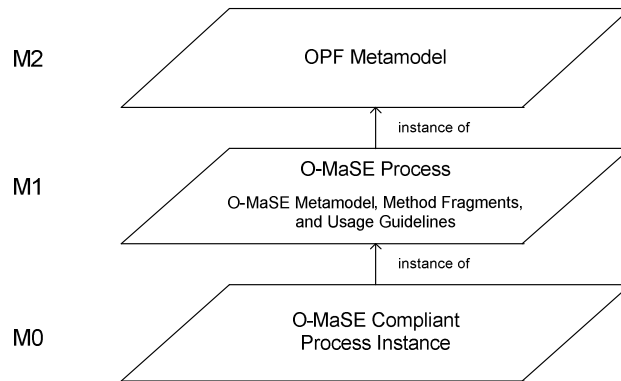 M2
OPF Metamodel
instance of
M1
O-MaSE Process
O-MaSE Metamodel, Method Fragments,
and Usage Guidelines
instance of
M0
O-MaSE Compliant
Process Instance